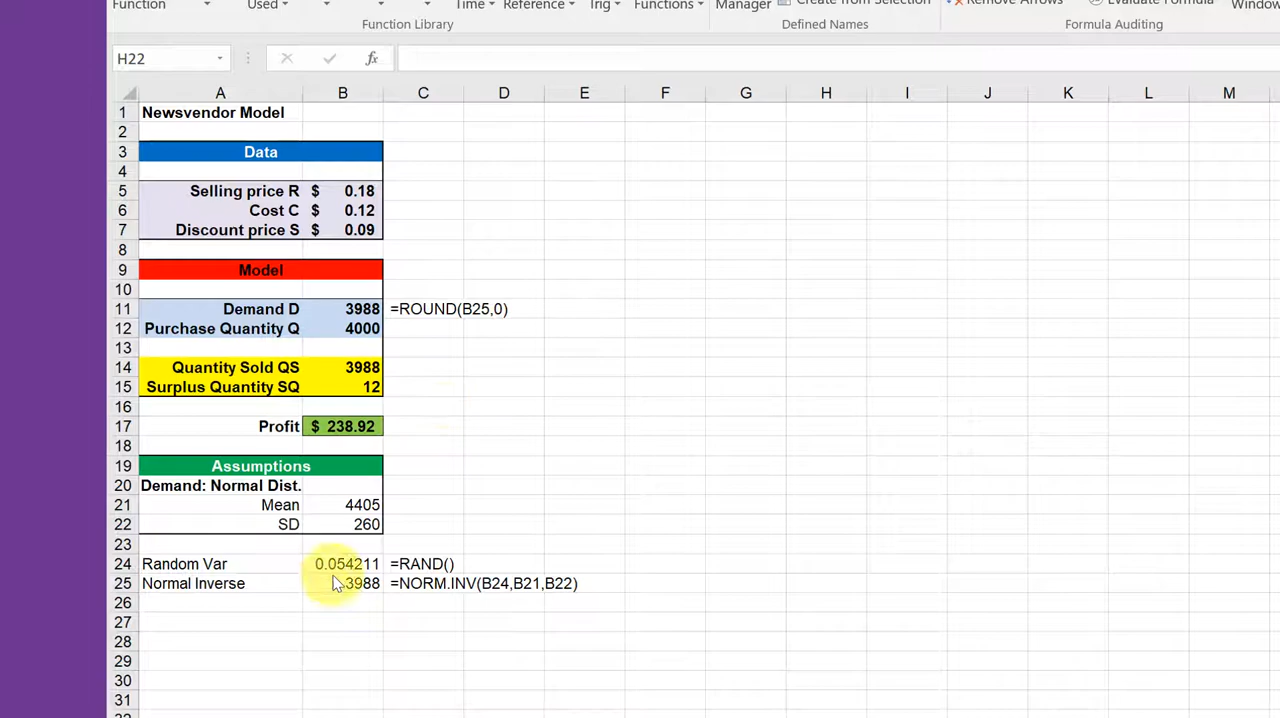 Function Used Time Reference Trig Functions Manager Create from Selection Remove Arrows Evaluate Formula Window
Function Library Defined Names Formula Auditing
H22 fx
A B C D E F G H I J K L M
1 Newsvendor Model
2
3 Data
4
5 Selling price R $ 0.18
6 Cost C $ 0.12
7 Discount price S $ 0.09
8
9 Model
10
11 Demand D 3988 =ROUND(B25,0)
12 Purchase Quantity Q 4000
13
14 Quantity Sold QS 3988
15 Surplus Quantity SQ 12
16
17 Profit $ 238.92
18
19 Assumptions
20 Demand: Normal Dist.
21 Mean 4405
22 SD 260
23
24 Random Var 0.054211 =RAND()
25 Normal Inverse 3988 =NORM.INV(B24,B21,B22)
26
27
28
29
30
31